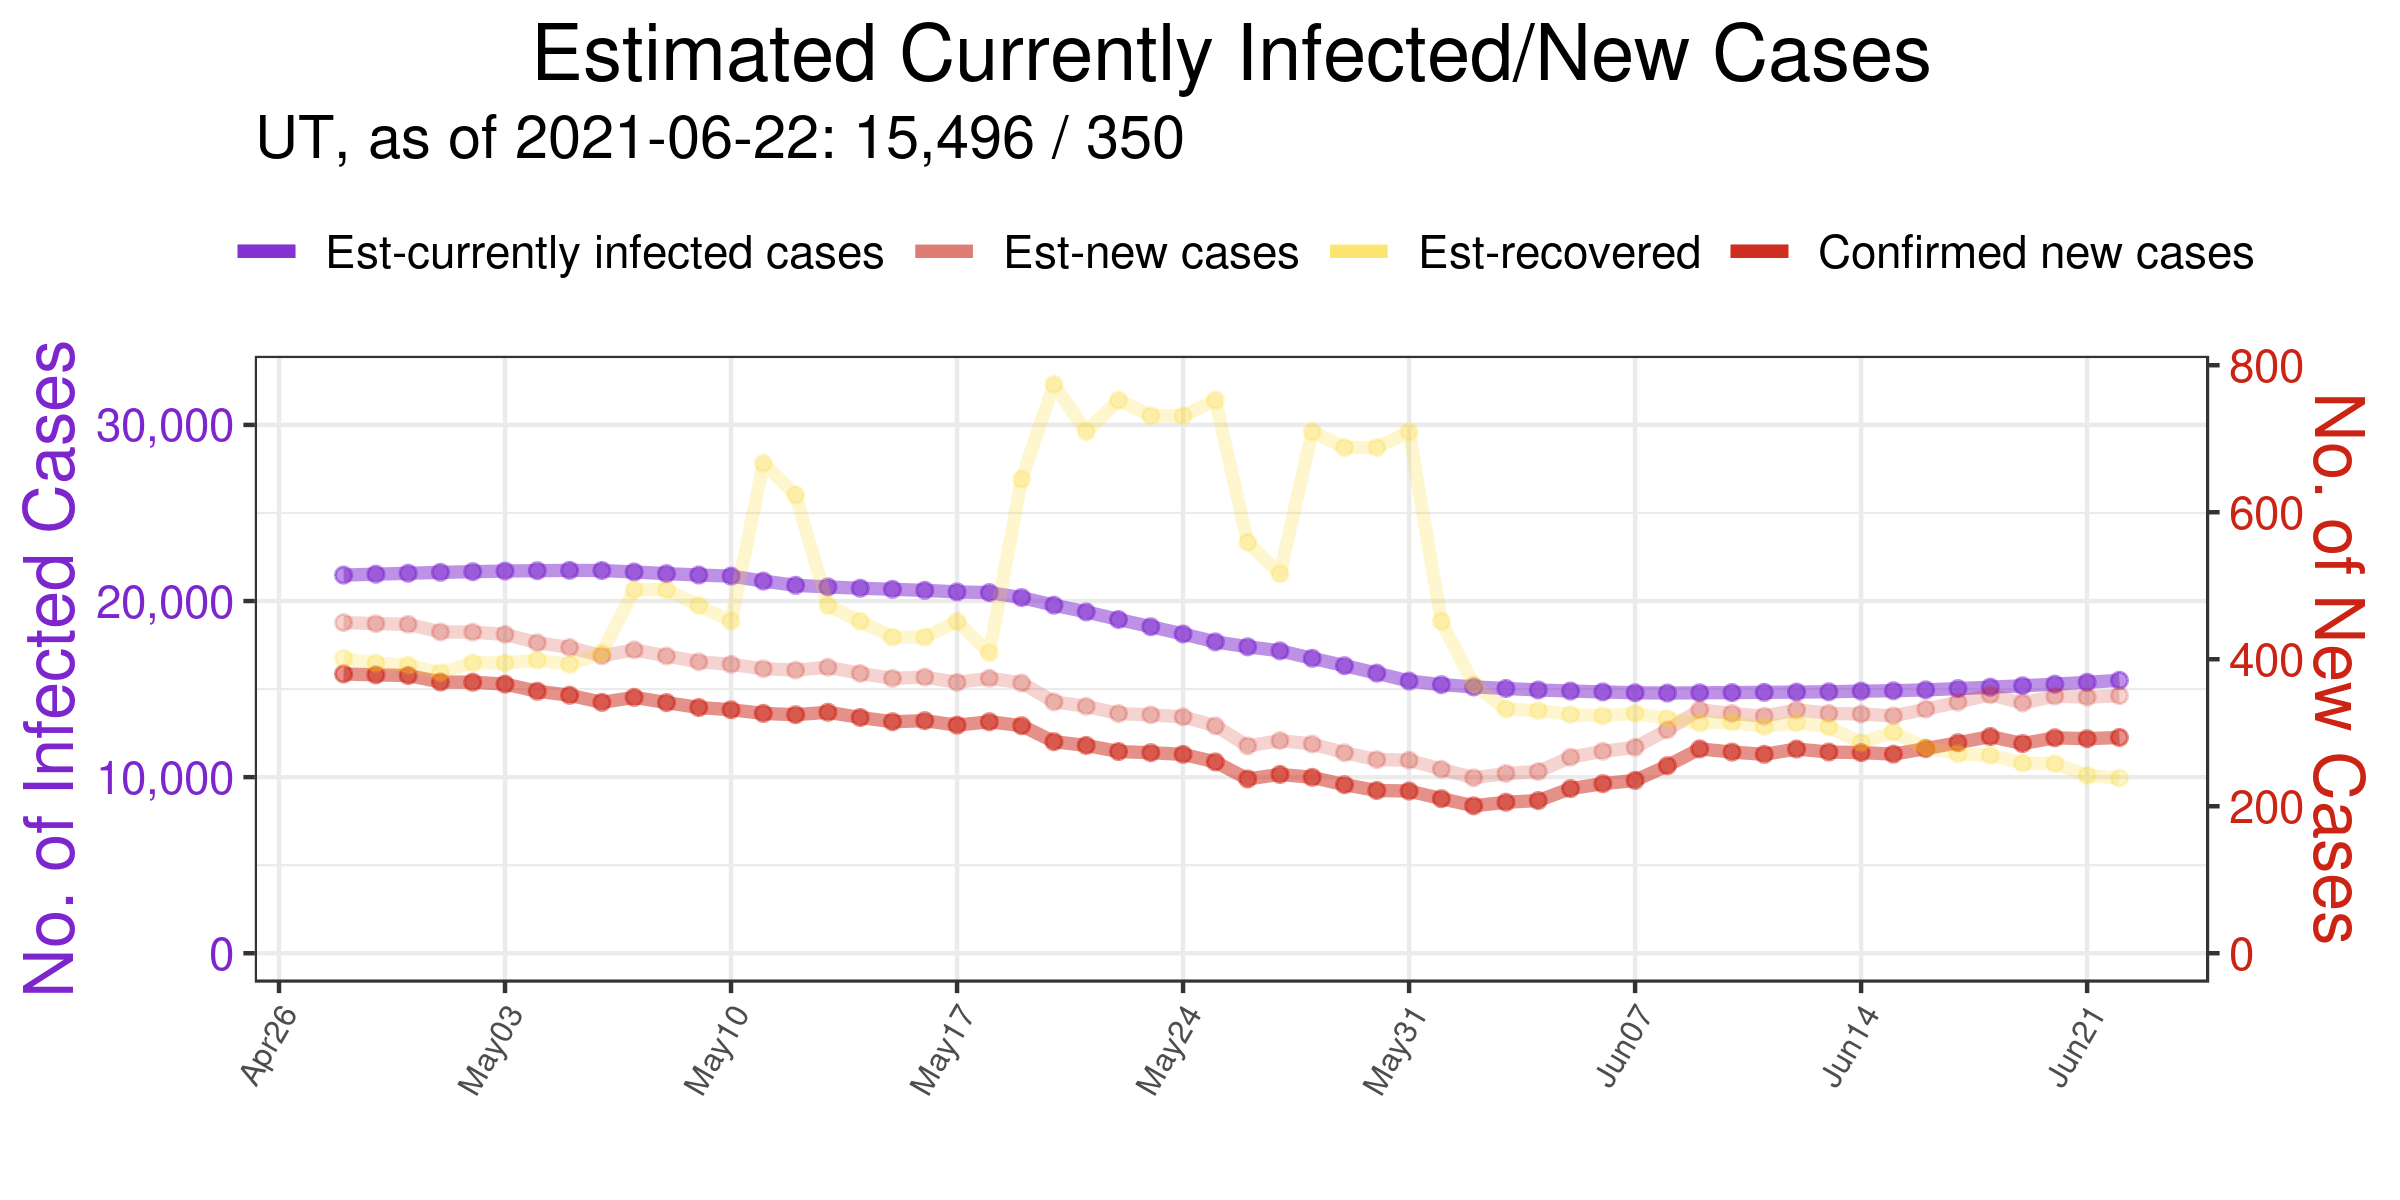 Estimated Currently Infected/New Cases
UT, as of 2021-06-22: 15,496 / 350
Est-currently infected cases Est-new cases Est-recovered Confirmed new cases
No. of Infected Cases
30,000
20,000
10,000
0
800
600
400
200
0
No. of New Cases
Apr26 May03 May10 May17 May24 May31 Jun07 Jun14 Jun21